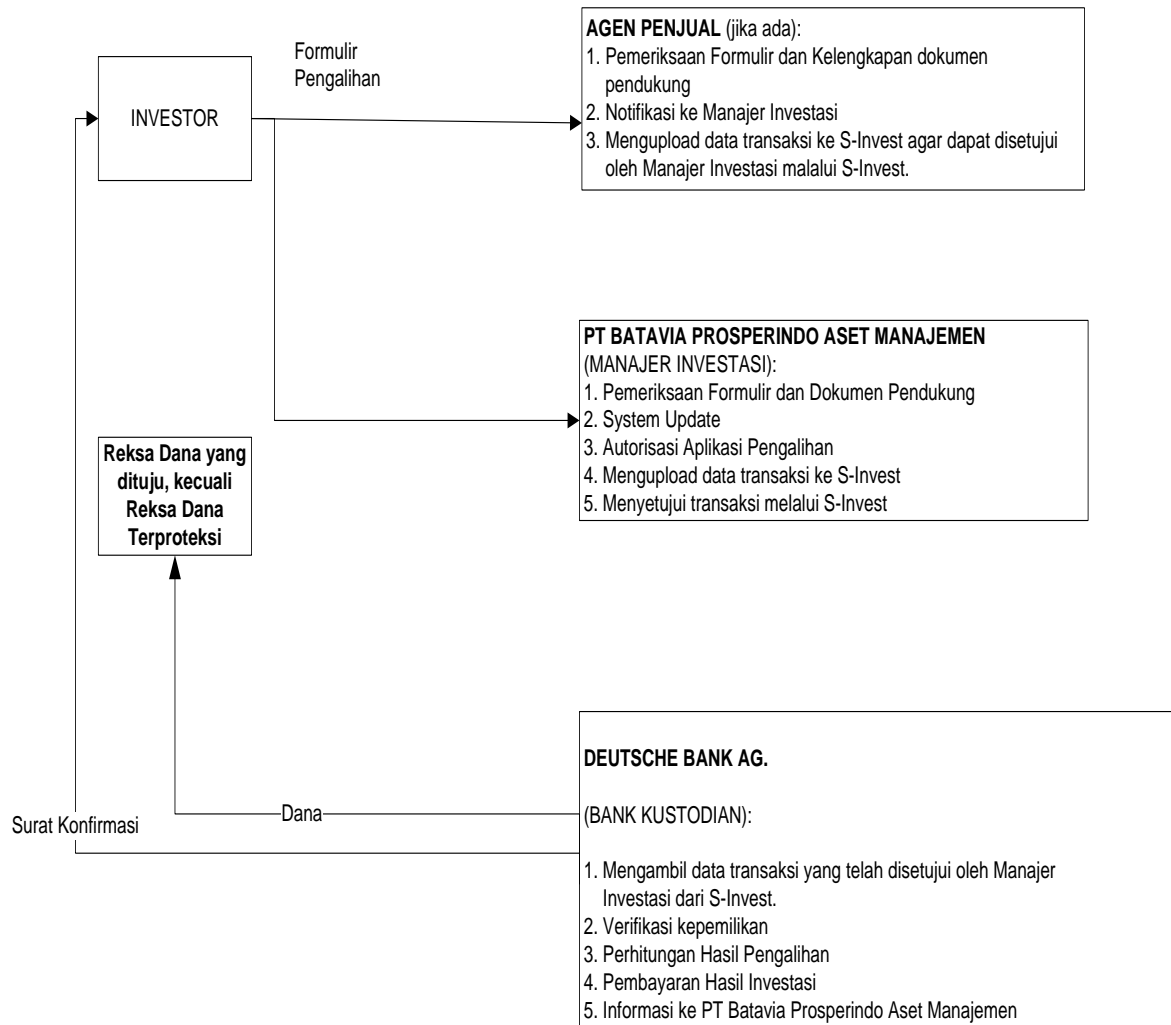 Formulir
Pengalihan
INVESTOR
AGEN PENJUAL (jika ada):
1. Pemeriksaan Formulir dan Kelengkapan dokumen
pendukung
2. Notifikasi ke Manajer Investasi
3. Mengupload data transaksi ke S-Invest agar dapat disetujui
oleh Manajer Investasi malalui S-Invest.
PT BATAVIA PROSPERINDO ASET MANAJEMEN
(MANAJER INVESTASI):
1. Pemeriksaan Formulir dan Dokumen Pendukung
2. System Update
3. Autorisasi Aplikasi Pengalihan
4. Mengupload data transaksi ke S-Invest
5. Menyetujui transaksi melalui S-Invest
Reksa Dana yang
dituju, kecuali
Reksa Dana
Terproteksi
Dana
Surat Konfirmasi
DEUTSCHE BANK AG.
(BANK KUSTODIAN):
1. Mengambil data transaksi yang telah disetujui oleh Manajer
Investasi dari S-Invest.
2. Verifikasi kepemilikan
3. Perhitungan Hasil Pengalihan
4. Pembayaran Hasil Investasi
5. Informasi ke PT Batavia Prosperindo Aset Manajemen